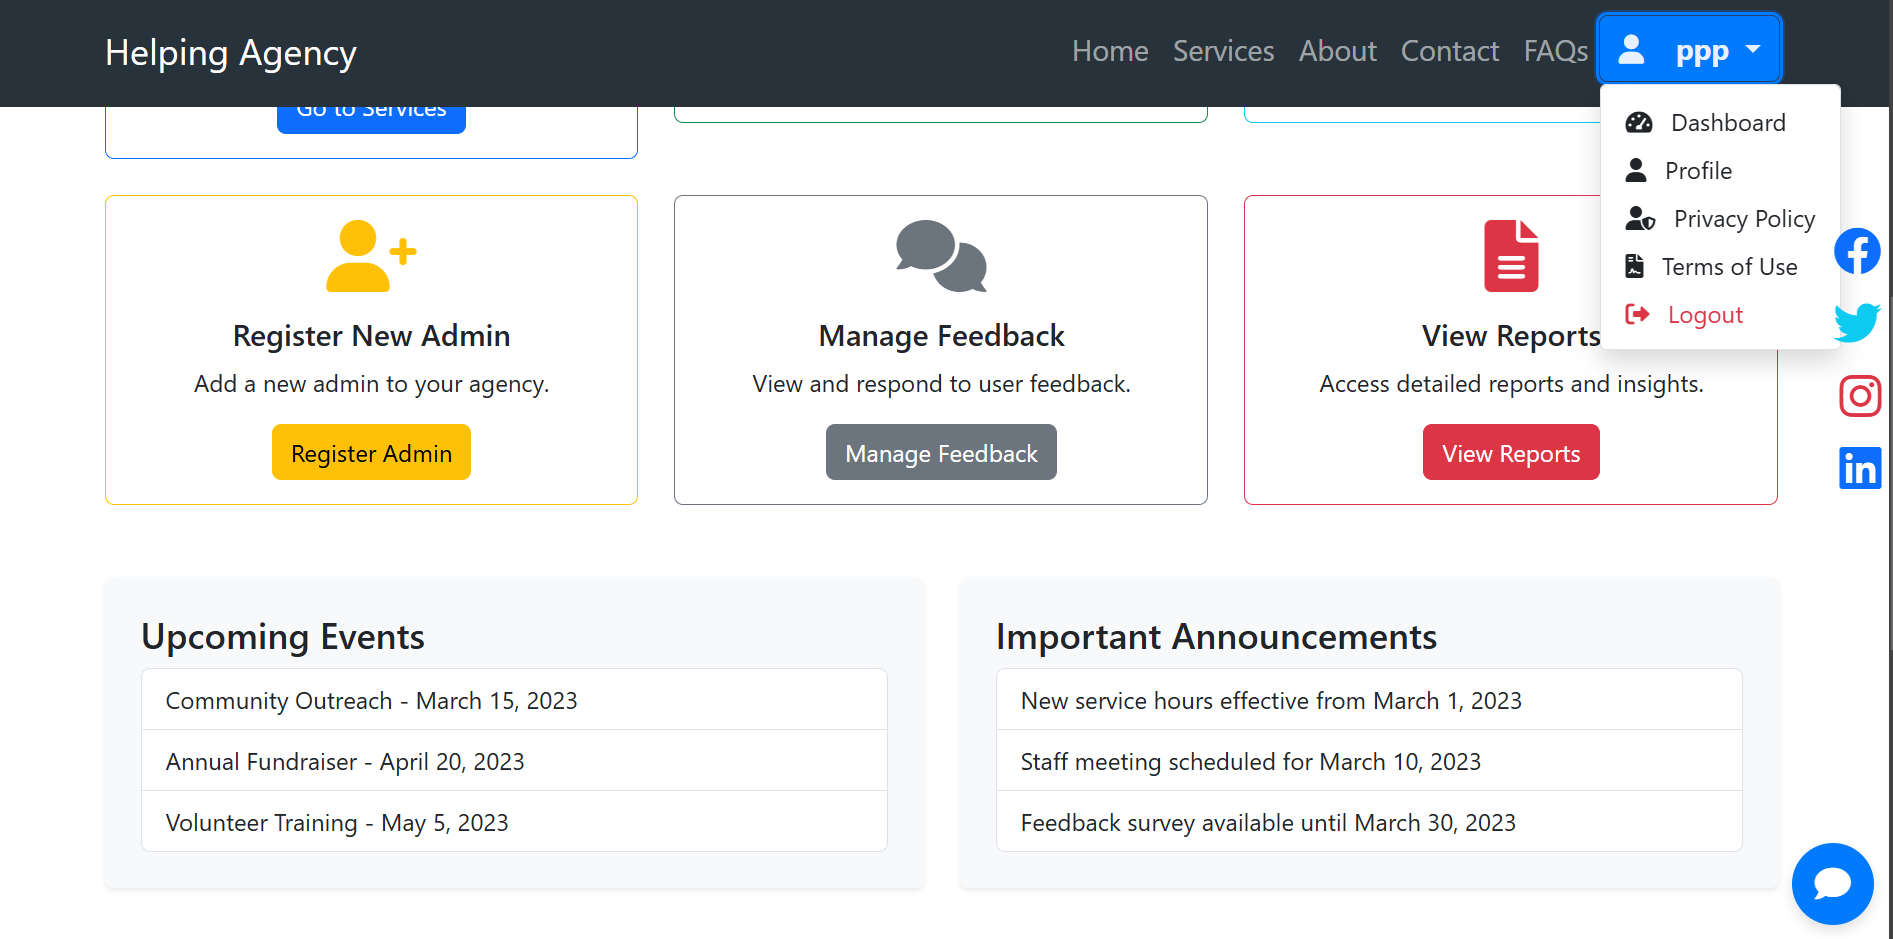 Helping Agency
Home Services About Contact FAQs ppp
Go to Services
Dashboard
Profile
Privacy Policy
Terms of Use
Logout
Register New Admin
Add a new admin to your agency.
Register Admin
Manage Feedback
View and respond to user feedback.
Manage Feedback
View Reports
Access detailed reports and insights.
View Reports
Upcoming Events
Community Outreach - March 15, 2023
Annual Fundraiser - April 20, 2023
Volunteer Training - May 5, 2023
Important Announcements
New service hours effective from March 1, 2023
Staff meeting scheduled for March 10, 2023
Feedback survey available until March 30, 2023